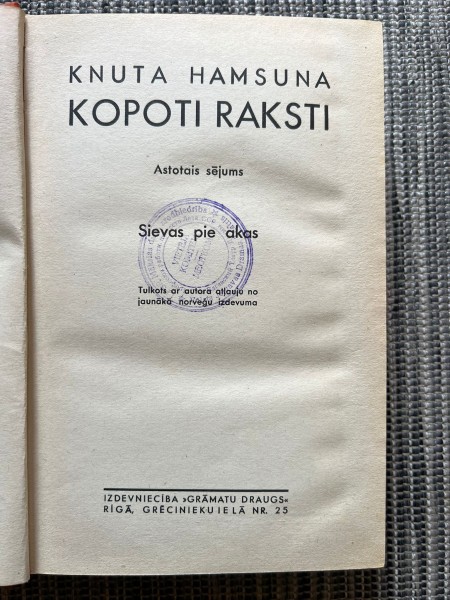 KNUTA HAMSUNA
KOPOTI RAKSTI
Astotais sējums
Sievas pie akas
Tulkots ar autora atļauju no
jaunākā norvēģu izdevuma
IZDEVNIECĪBA »GRĀMATU DRAUGS«
RĪGĀ, GRĒCINIEKU IELĀ NR. 25